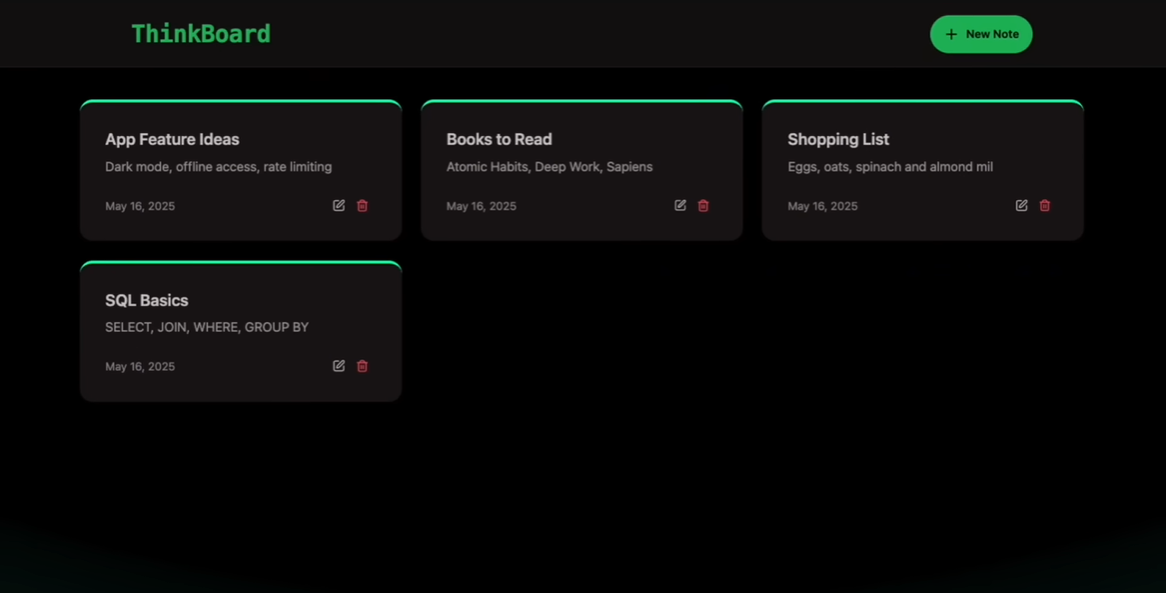 ThinkBoard
New Note
App Feature Ideas
Dark mode, offline access, rate limiting
May 16, 2025
Books to Read
Atomic Habits, Deep Work, Sapiens
May 16, 2025
Shopping List
Eggs, oats, spinach and almond mil
May 16, 2025
SQL Basics
SELECT, JOIN, WHERE, GROUP BY
May 16, 2025